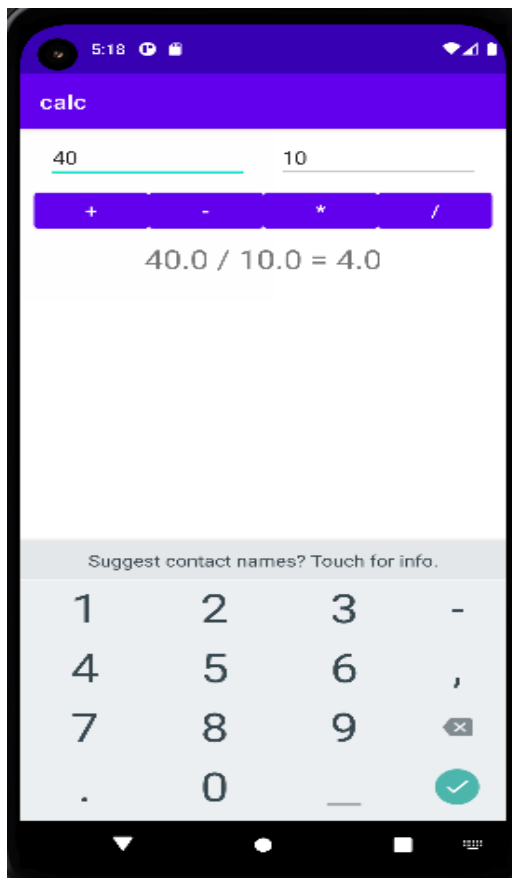 5:18
calc
40 10
+ - * /
40.0 / 10.0 = 4.0
Suggest contact names? Touch for info.
1 2 3 -
4 5 6 ,
7 8 9
. 0 _